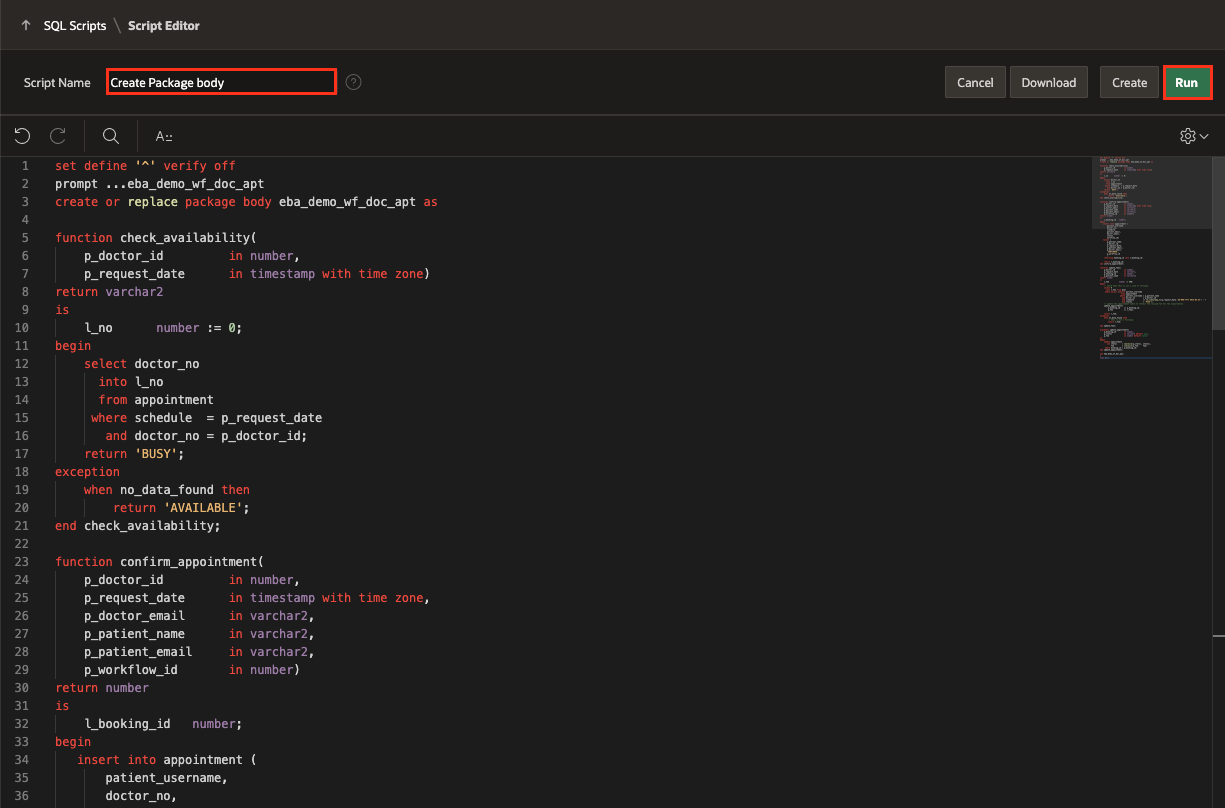 SQL Scripts \ Script Editor
Script Name Create Package body ? Cancel Download Create Run
A::
1 set define '^' verify off
2 prompt ...eba_demo_wf_doc_apt
3 create or replace package body eba_demo_wf_doc_apt as
4
5 function check_availability(
6 p_doctor_id in number,
7 p_request_date in timestamp with time zone)
8 return varchar2
9 is
10 l_no number := 0;
11 begin
12 select doctor_no
13 into l_no
14 from appointment
15 where schedule = p_request_date
16 and doctor_no = p_doctor_id;
17 return 'BUSY';
18 exception
19 when no_data_found then
20 return 'AVAILABLE';
21 end check_availability;
22
23 function confirm_appointment(
24 p_doctor_id in number,
25 p_request_date in timestamp with time zone,
26 p_doctor_email in varchar2,
27 p_patient_name in varchar2,
28 p_patient_email in varchar2,
29 p_workflow_id in number)
30 return number
31 is
32 l_booking_id number;
33 begin
34 insert into appointment (
35 patient_username,
36 doctor_no,